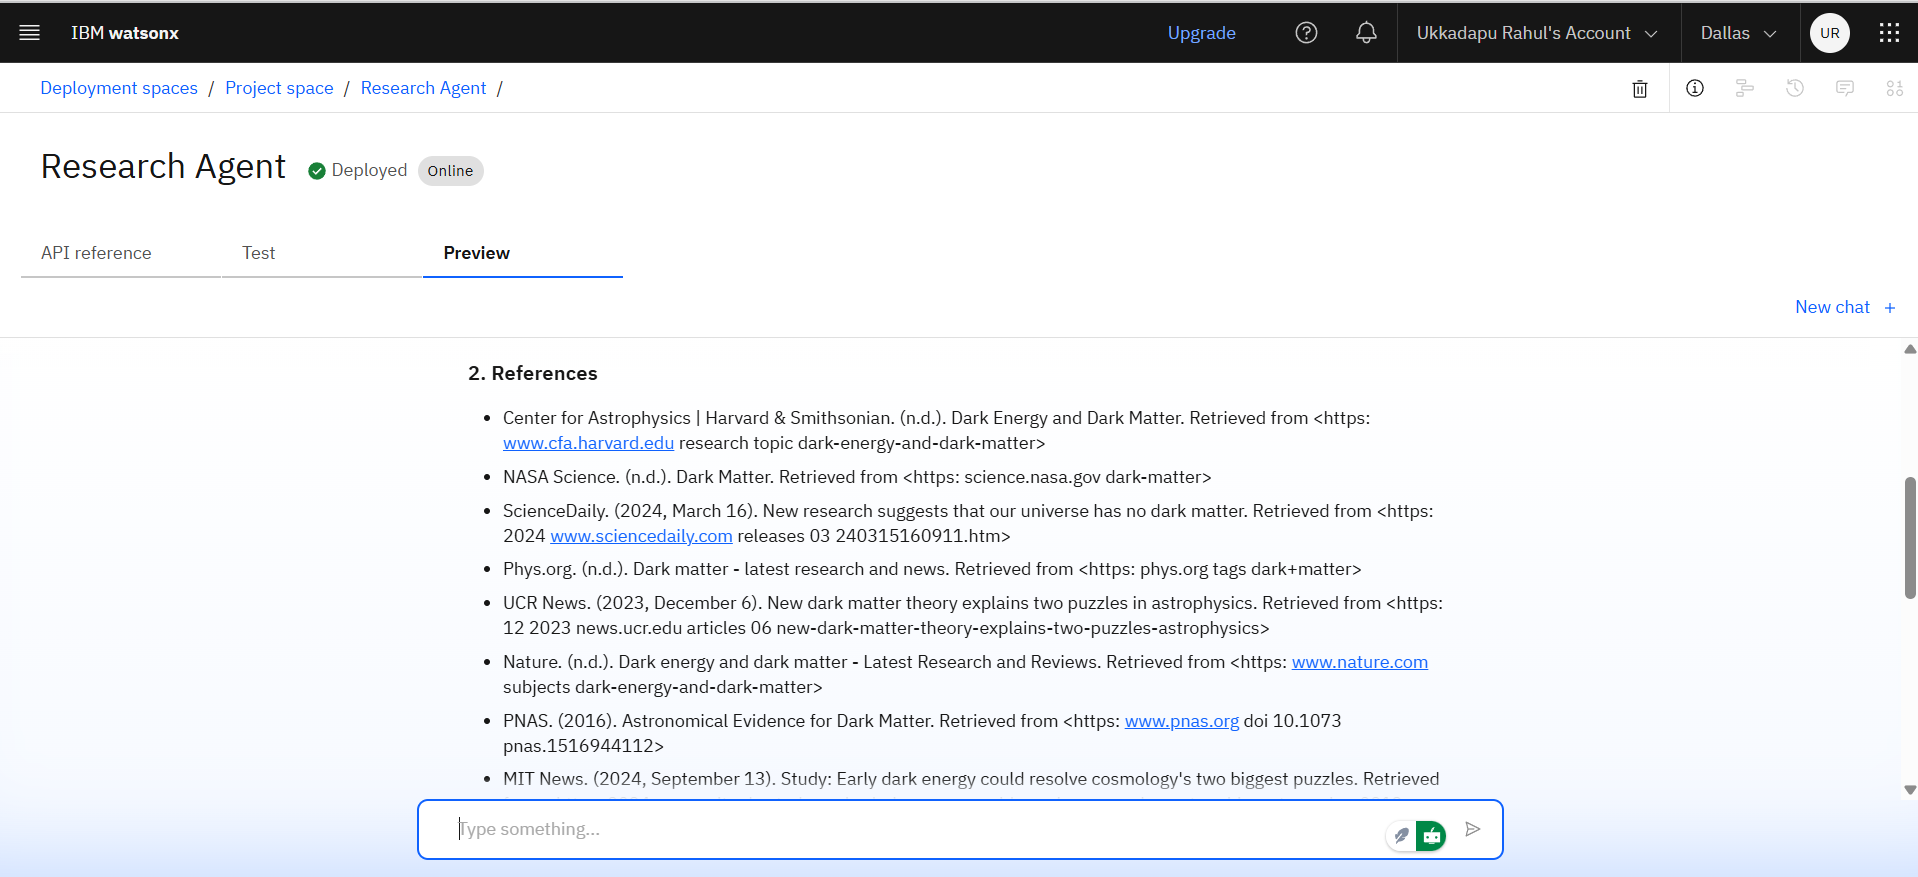 IBM watsonx
Upgrade
Ukkadapu Rahul's Account
Dallas
UR
Deployment spaces / Project space / Research Agent /
Research Agent
Deployed
Online
API reference
Test
Preview
New chat +
2. References
• Center for Astrophysics | Harvard & Smithsonian. (n.d.). Dark Energy and Dark Matter. Retrieved from <https:
www.cfa.harvard.edu research topic dark-energy-and-dark-matter>
• NASA Science. (n.d.). Dark Matter. Retrieved from <https: science.nasa.gov dark-matter>
• ScienceDaily. (2024, March 16). New research suggests that our universe has no dark matter. Retrieved from <https:
2024 www.sciencedaily.com releases 03 240315160911.htm>
• Phys.org. (n.d.). Dark matter - latest research and news. Retrieved from <https: phys.org tags dark+matter>
• UCR News. (2023, December 6). New dark matter theory explains two puzzles in astrophysics. Retrieved from <https:
12 2023 news.ucr.edu articles 06 new-dark-matter-theory-explains-two-puzzles-astrophysics>
• Nature. (n.d.). Dark energy and dark matter - Latest Research and Reviews. Retrieved from <https: www.nature.com
subjects dark-energy-and-dark-matter>
• PNAS. (2016). Astronomical Evidence for Dark Matter. Retrieved from <https: www.pnas.org doi 10.1073
pnas.1516944112>
• MIT News. (2024, September 13). Study: Early dark energy could resolve cosmology's two biggest puzzles. Retrieved
Type something...